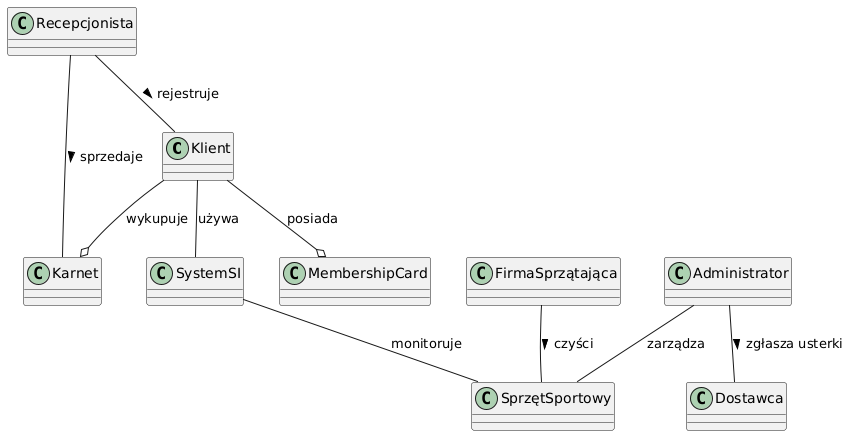 C Recepcjonista
rejestruje
C Klient
sprzedaje
wykupuje
używa
posiada
C Karnet
C SystemSI
C MembershipCard
C FirmaSprzątająca
C Administrator
monitoruje
czyści
zarządza
zgłasza usterki
C SprzętSportowy
C Dostawca